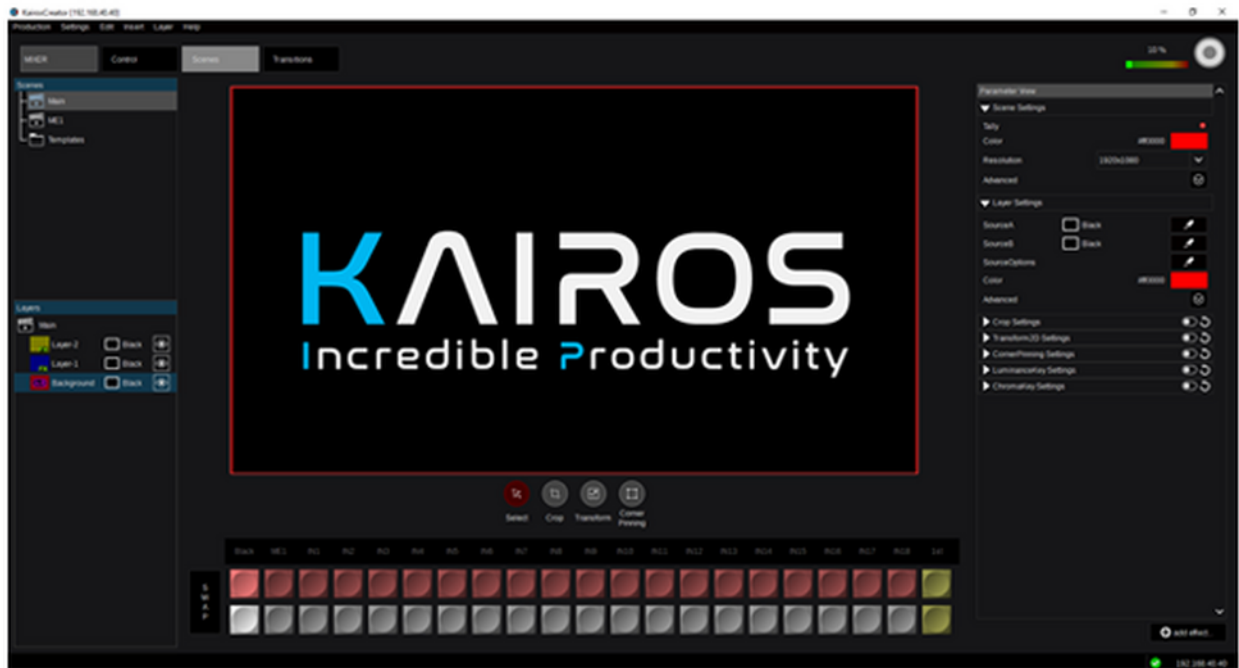 KairosCreator (192.168.40.40)
Production Settings Edit Insert Layer Help
MIXER Control Scenes Transitions
10 %
Scenes
Main
ME1
Templates
Layers
Main
Layer-2 Black
Layer-1 Black
Background Black
KAIROS
Incredible Productivity
Select Crop Transform Corner Pinning
Black ME1 IN1 IN2 IN3 IN4 IN5 IN6 IN7 IN8 IN9 IN10 IN11 IN12 IN13 IN14 IN15 IN16 IN17 IN18 1st
SWAP
Parameter View
Scene Settings
Tally
Color #ff0000
Resolution 1920x1080
Advanced
Layer Settings
SourceA Black
SourceB Black
SourceOptions
Color #ff0000
Advanced
Crop Settings
Transform2D Settings
CornerPinning Settings
LuminanceKey Settings
ChromaKey Settings
add effect...
192.168.40.40